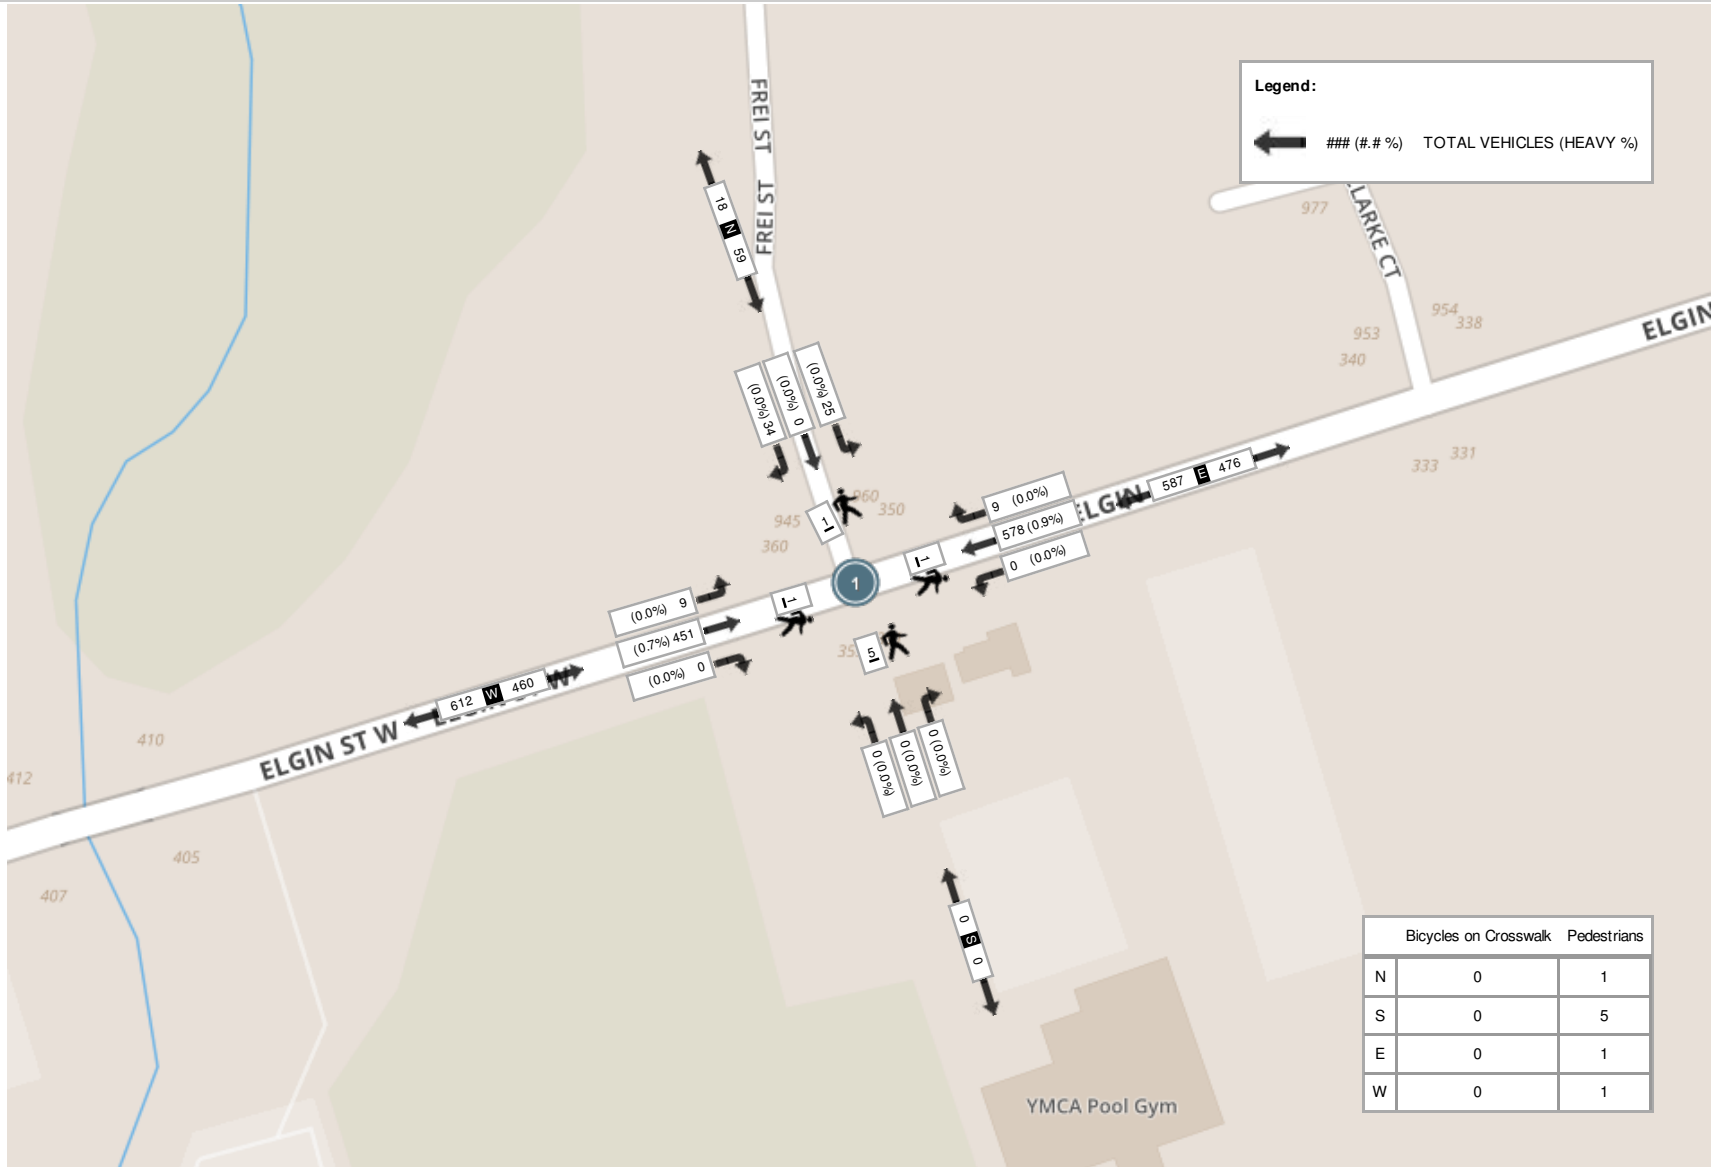 Legend:
### (#.# %) TOTAL VEHICLES (HEAVY %)
FREI ST
FREI ST
18 N 59
CLARKE CT
977
954
338
953
340
ELGIN
331
333
(0.0%) 34
(0.0%) 0
(0.0%) 25
587 E 476
ELGIN
960
350
945
360
1
9 (0.0%)
578 (0.9%)
0 (0.0%)
1
1
1
(0.0%) 9
(0.7%) 451
(0.0%) 0
5
612 W 460
ELGIN ST W
0 (0.0%)
0 (0.0%)
0 (0.0%)
410
412
405
407
0 S 0
YMCA Pool Gym
Bicycles on Crosswalk Pedestrians
N 0 1
S 0 5
E 0 1
W 0 1